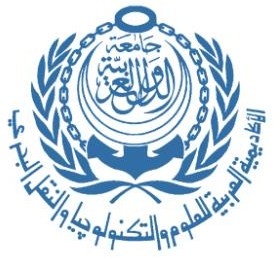 جامعة
الدول العربية
الأكاديمية العربية للعلوم والتكنولوجيا والنقل البحري